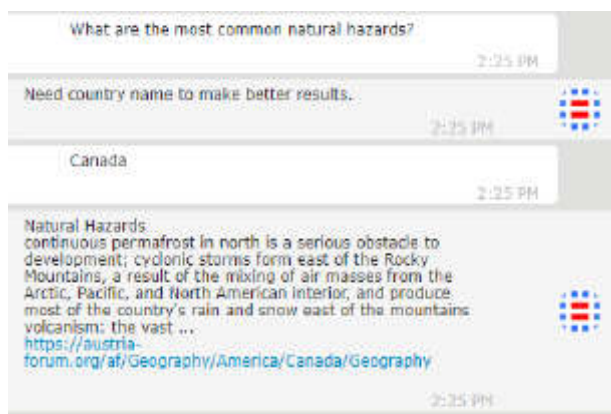 What are the most common natural hazards?
2:25 PM
Need country name to make better results.
2:25 PM
Canada
2:25 PM
Natural Hazards
continuous permafrost in north is a serious obstacle to
development; cyclonic storms form east of the Rocky
Mountains, a result of the mixing of air masses from the
Arctic, Pacific, and North American interior, and produce
most of the country's rain and snow east of the mountains
volcanism: the vast ...
https://austria-
forum.org/af/Geography/America/Canada/Geography
2:25 PM